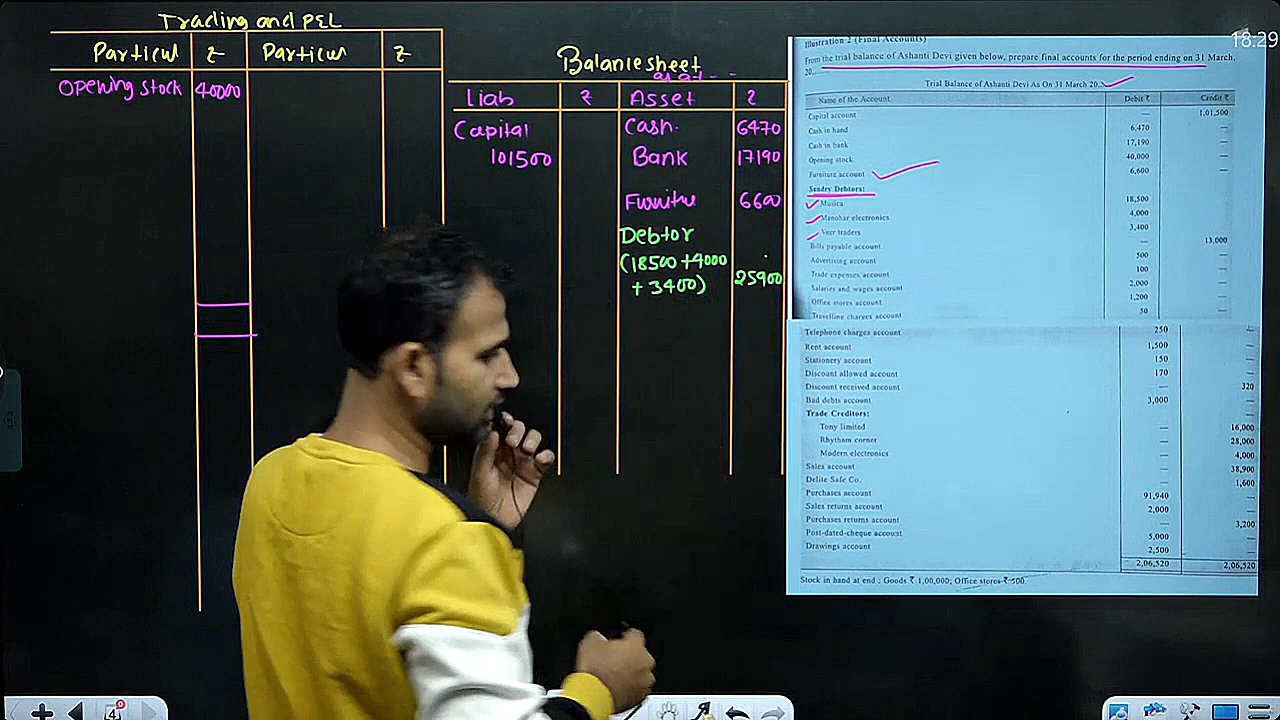 Trading and P&L
Particul ₹ Particus ₹
Opening stock 40000
Balance sheet
as at - -
Liab ₹ Asset ₹
Capital Cash. 6470
101500 Bank 17190
Furnitre 6600
Debtor
(18500 +4000
+ 3400) 25900
18:29
Illustration 2 (Final Accounts)
From the trial balance of Ashanti Devi given below, prepare final accounts for the period ending on 31 March,
20...
Trial Balance of Ashanti Devi As On 31 March 20...
Name of the Account Debit ₹ Credit ₹
Capital account — 1,01,500
Cash in hand 6,470 —
Cash in bank 17,190 —
Opening stock 40,000 —
Furniture account 6,600 —
Sundry Debtors:
Musica 18,500 —
Manohar electronics 4,000 —
Veer traders 3,400 —
Bills payable account — 13,000
Advertising account 500 —
Trade expenses account 100 —
Salaries and wages account 2,000 —
Office stores account 1,200 —
Travelling charges account 50 —
Telephone charges account 250 —
Rent account 1,500 —
Stationery account 150 —
Discount allowed account 170 —
Discount received account — 320
Bad debts account 3,000 —
Trade Creditors:
Tony limited — 16,000
Rhytham corner — 28,000
Modern electronics — 4,000
Sales account — 38,900
Delite Safe Co. — 1,600
Purchases account 91,940 —
Sales returns account 2,000 —
Purchases returns account — 3,200
Post-dated-cheque account 5,000 —
Drawings account 2,500 —
2,06,520 2,06,520
Stock in hand at end : Goods ₹ 1,00,000; Office stores ₹ 500
4
0